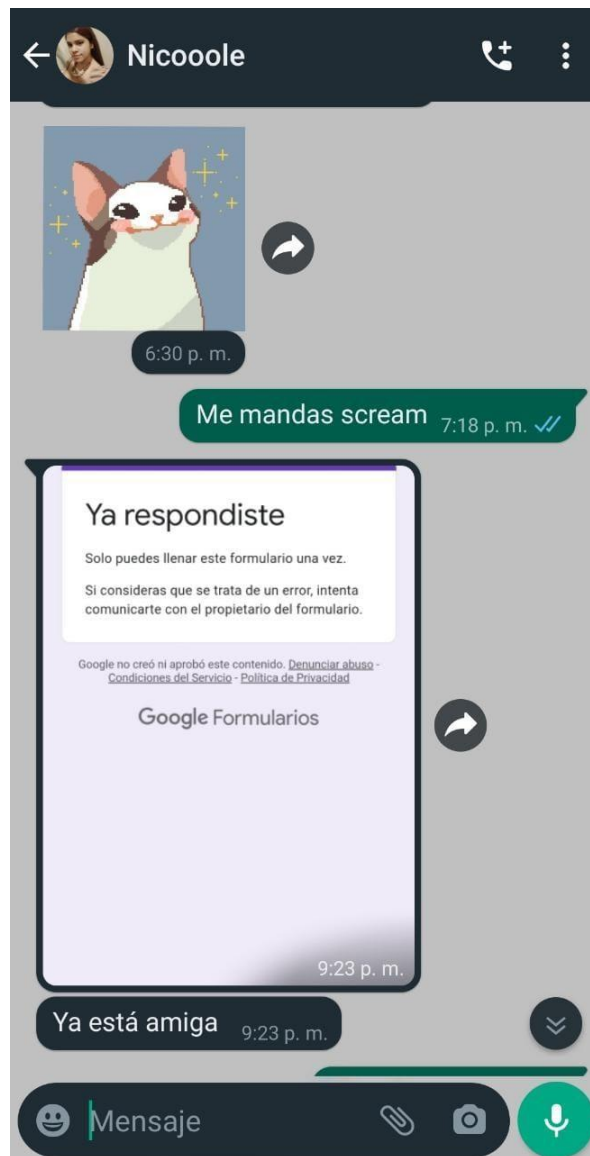 Nicooole
6:30 p. m.
Me mandas scream 7:18 p. m.
Ya respondiste
Solo puedes llenar este formulario una vez.
Si consideras que se trata de un error, intenta
comunicarte con el propietario del formulario.
Google no creó ni aprobó este contenido. Denunciar abuso -
Condiciones del Servicio - Política de Privacidad
Google Formularios
9:23 p. m.
Ya está amiga 9:23 p. m.
Mensaje